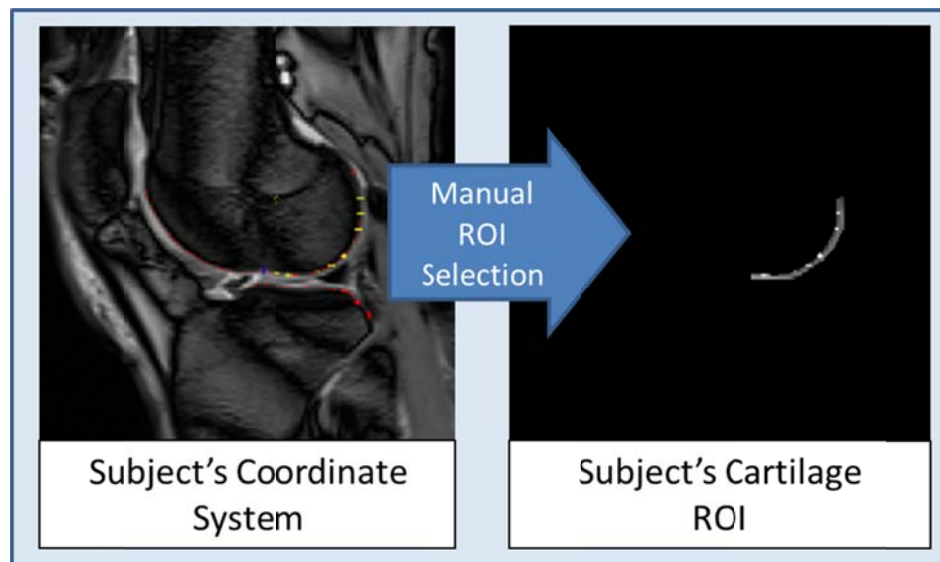 Manual
ROI
Selection
Subject's Coordinate
System
Subject's Cartilage
ROI